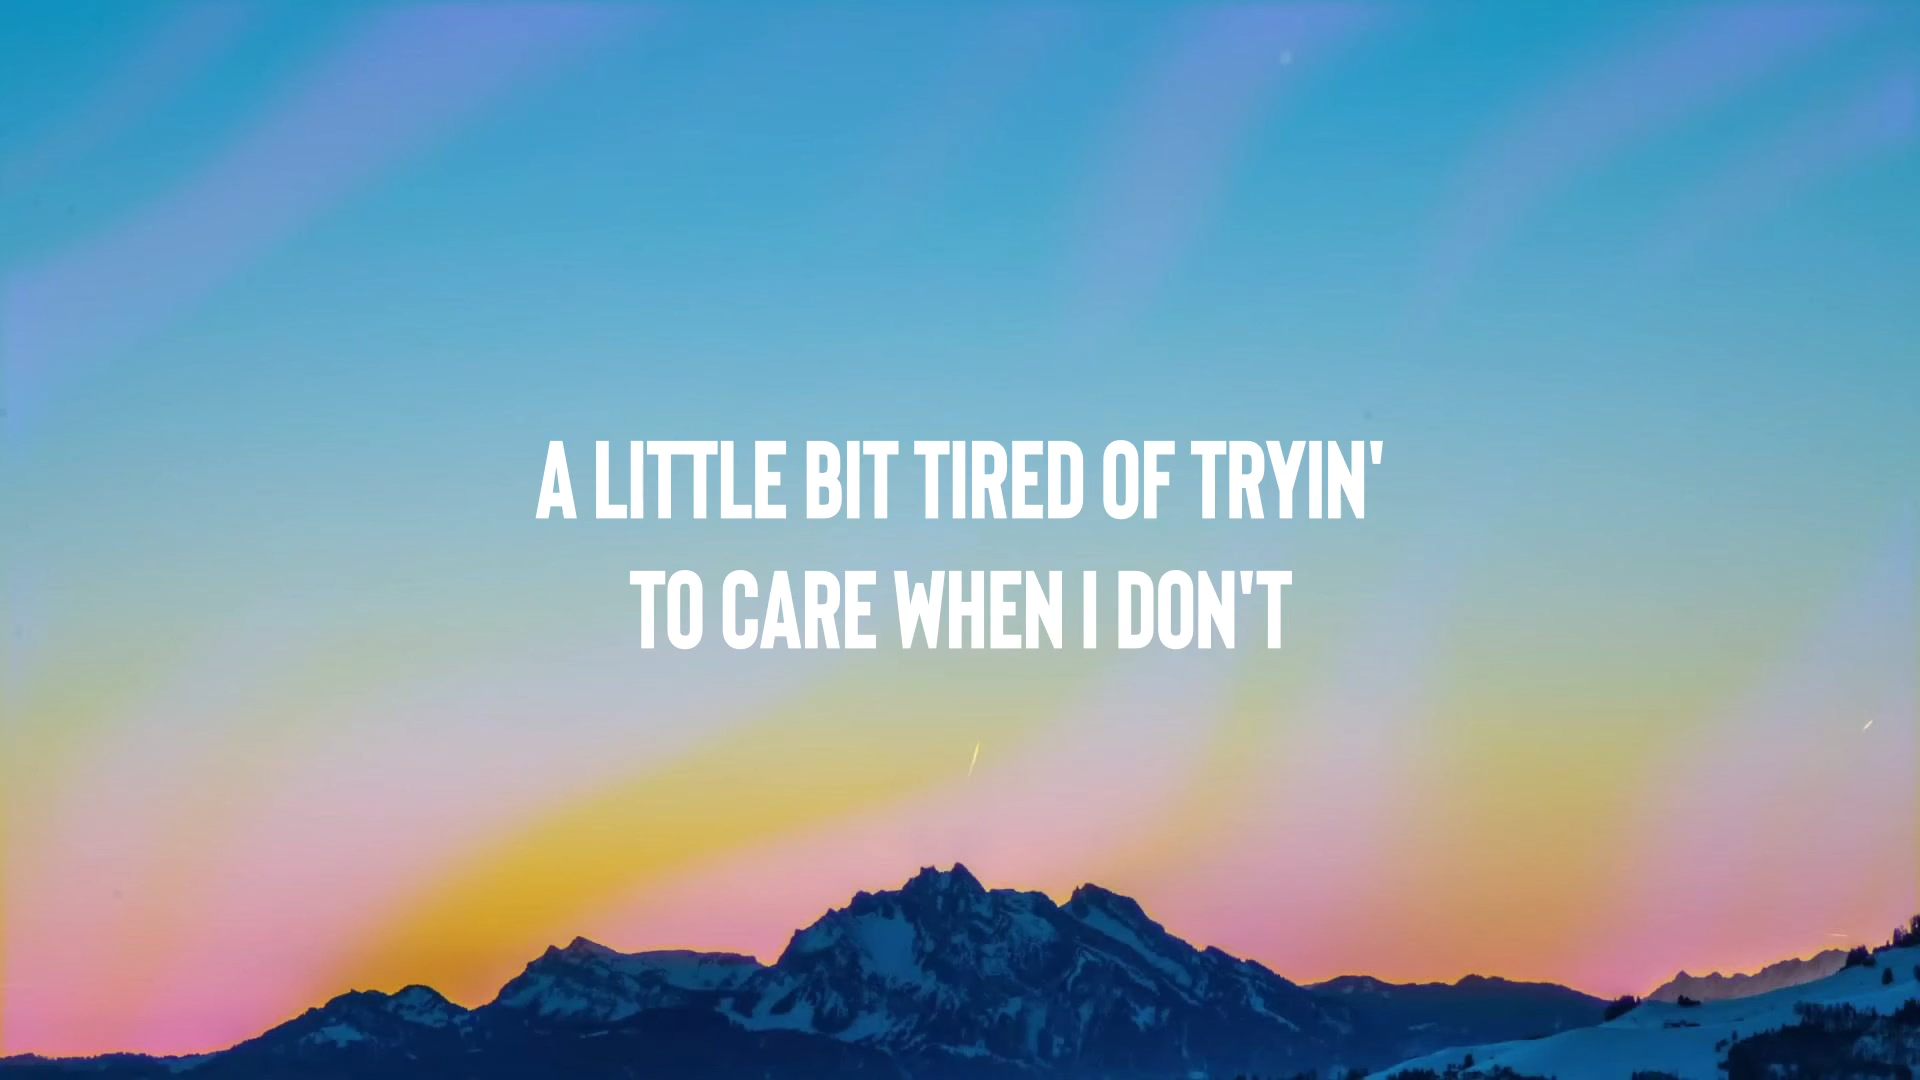 A LITTLE BIT TIRED OF TRYIN'
TO CARE WHEN I DON'T